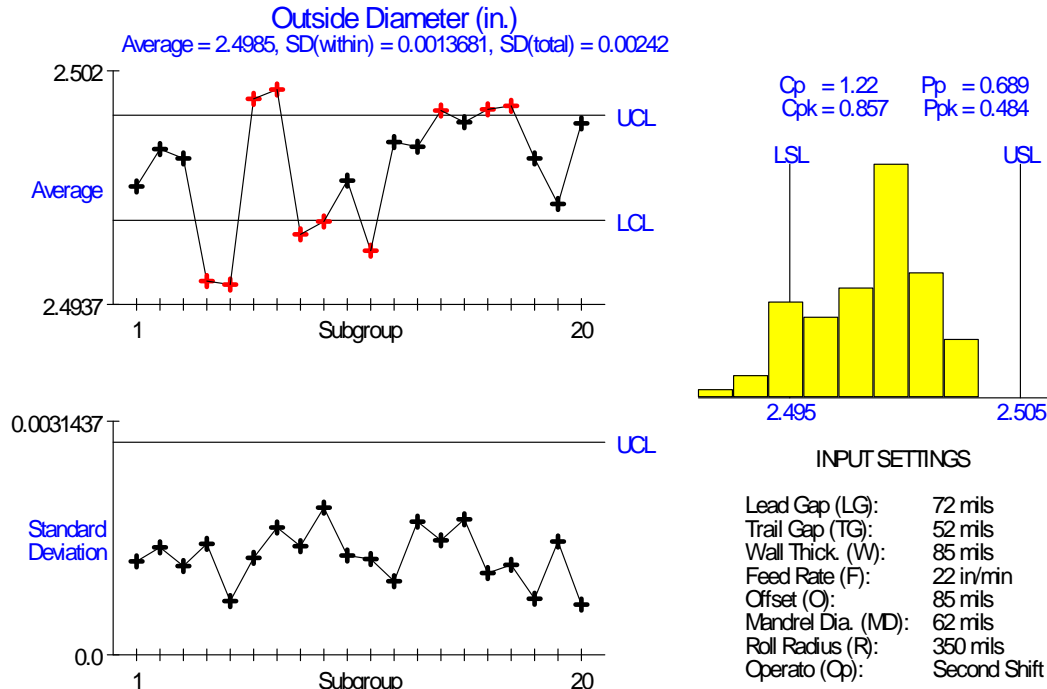 Outside Diameter (in.)
Average = 2.4985, SD(within) = 0.0013681, SD(total) = 0.00242
2.502
UCL
Average
LCL
2.4937
1
Subgroup
20
0.0031437
UCL
Standard
Deviation
0.0
1
Subgroup
20
Cp = 1.22 Pp = 0.689
Cpk = 0.857 Ppk = 0.484
LSL USL
2.495 2.505
INPUT SETTINGS
Lead Gap (LG): 72 mils
Trail Gap (TG): 52 mils
Wall Thick. (W): 85 mils
Feed Rate (F): 22 in/min
Offset (O): 85 mils
Mandrel Dia. (MD): 62 mils
Roll Radius (R): 350 mils
Operato (Op): Second Shift